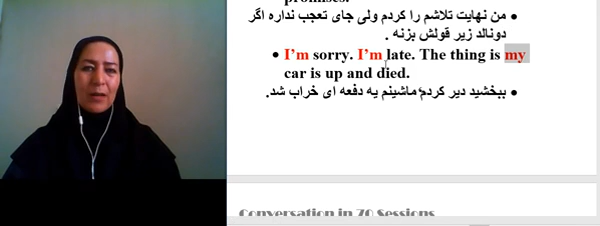 promises.
• من نهایت تلاشم را کردم ولی جای تعجب نداره اگر
دونالد زیر قولش بزنه .
• I'm sorry. I'm late. The thing is my
car is up and died.
• ببخشید دیر کردم ماشینم یه دفعه ای خراب شد.
Conversation in 70 Sessions